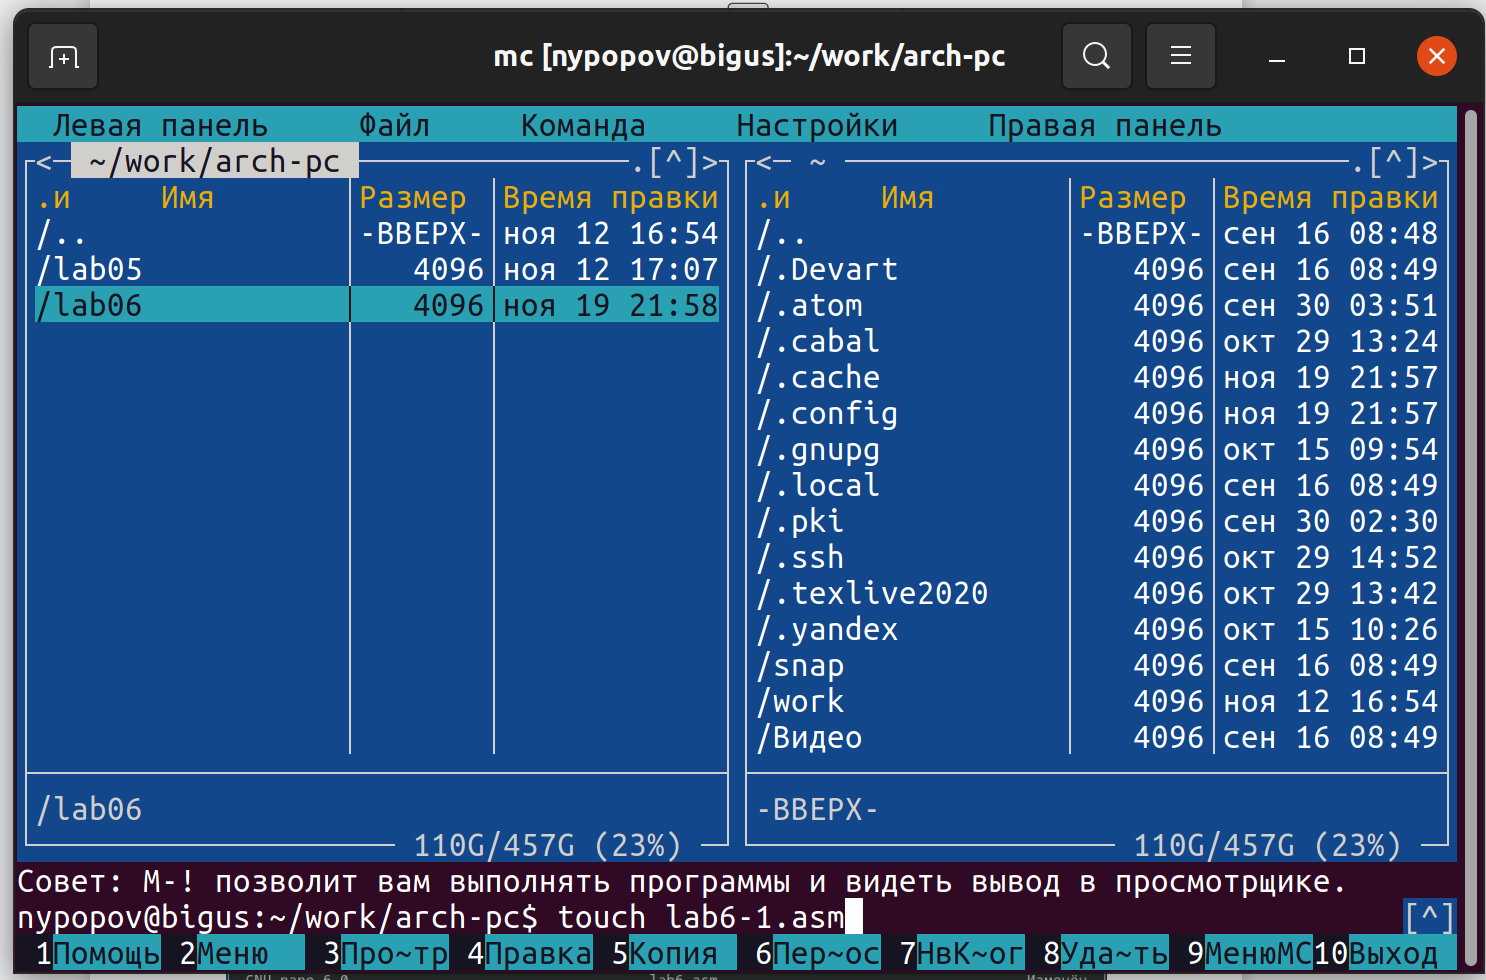 mc [nypopov@bigus]:~/work/arch-pc
Левая панель Файл Команда Настройки Правая панель
<─ ~/work/arch-pc .[^]> <─ ~ .[^]>
.и Имя Размер Время правки .и Имя Размер Время правки
/.. -ВВЕРХ- ноя 12 16:54 /.. -ВВЕРХ- сен 16 08:48
/lab05 4096 ноя 12 17:07 /.Devart 4096 сен 16 08:49
/lab06 4096 ноя 19 21:58 /.atom 4096 сен 30 03:51
/.cabal 4096 окт 29 13:24
/.cache 4096 ноя 19 21:57
/.config 4096 ноя 19 21:57
/.gnupg 4096 окт 15 09:54
/.local 4096 сен 16 08:49
/.pki 4096 сен 30 02:30
/.ssh 4096 окт 29 14:52
/.texlive2020 4096 окт 29 13:42
/.yandex 4096 окт 15 10:26
/snap 4096 сен 16 08:49
/work 4096 ноя 12 16:54
/Видео 4096 сен 16 08:49
/lab06 -ВВЕРХ-
110G/457G (23%) 110G/457G (23%)
Совет: M-! позволит вам выполнять программы и видеть вывод в просмотрщике.
nypopov@bigus:~/work/arch-pc$ touch lab6-1.asm [^]
1Помощь 2Меню 3Про~тр 4Правка 5Копия 6Пер~ос 7НвК~ог 8Уда~ть 9МенюMC 10Выход